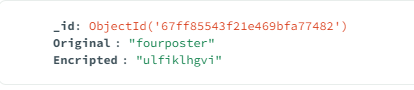 _id: ObjectId('67ff85543f21e469bfa77482')
Original : "fourposter"
Encripted : "ulfiklhgvi"